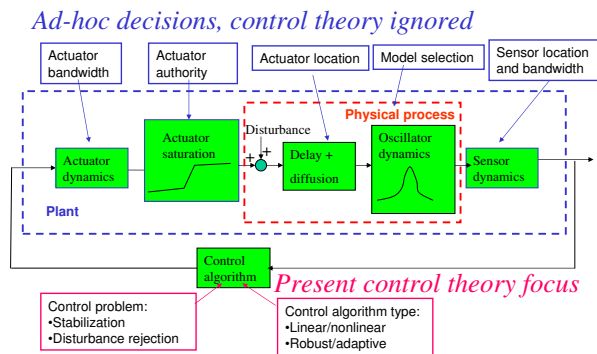 Ad-hoc decisions, control theory ignored
Actuator
bandwidth
Actuator
authority
Actuator location
Model selection
Sensor location
and bandwidth
Physical process
Actuator
saturation
Disturbance
+
+
Oscillator
dynamics
Actuator
dynamics
Delay +
diffusion
Sensor
dynamics
Plant
Control
algorithm
Present control theory focus
Control problem:
•Stabilization
•Disturbance rejection
Control algorithm type:
•Linear/nonlinear
•Robust/adaptive